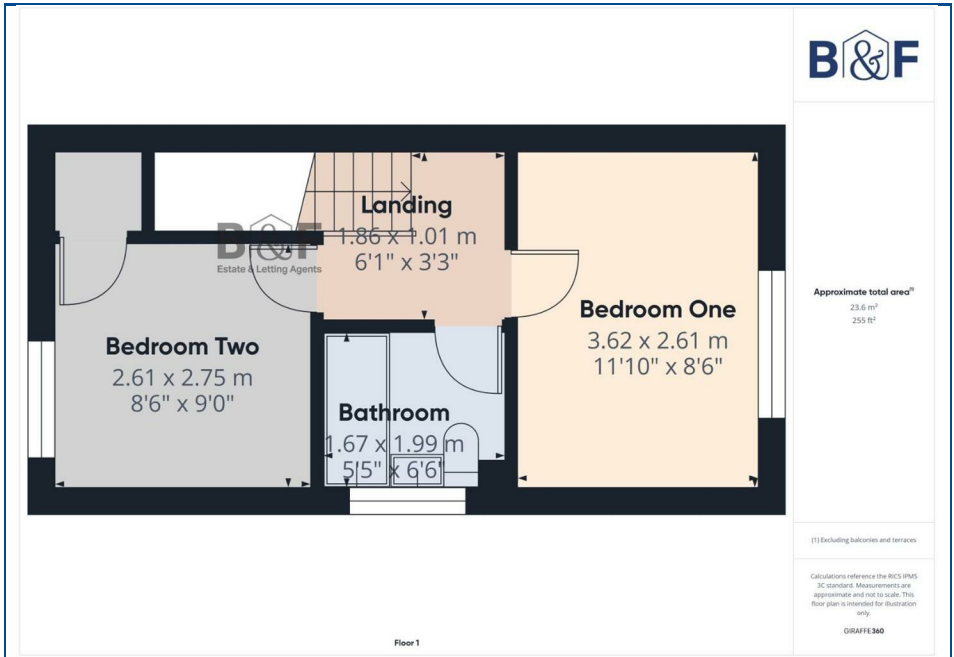 B&F
Landing
1.86 x 1.01 m
6'1" x 3'3"
B&F
Estate & Letting Agents
Bedroom One
3.62 x 2.61 m
11'10" x 8'6"
Bedroom Two
2.61 x 2.75 m
8'6" x 9'0"
Bathroom
1.67 x 1.99 m
5'5" x 6'6"
Floor 1
Approximate total area(1)
23.6 m²
255 ft²
(1) Excluding balconies and terraces
Calculations reference the RICS IPMS
3C standard. Measurements are
approximate and not to scale. This
floor plan is intended for illustration
only.
GIRAFFE360